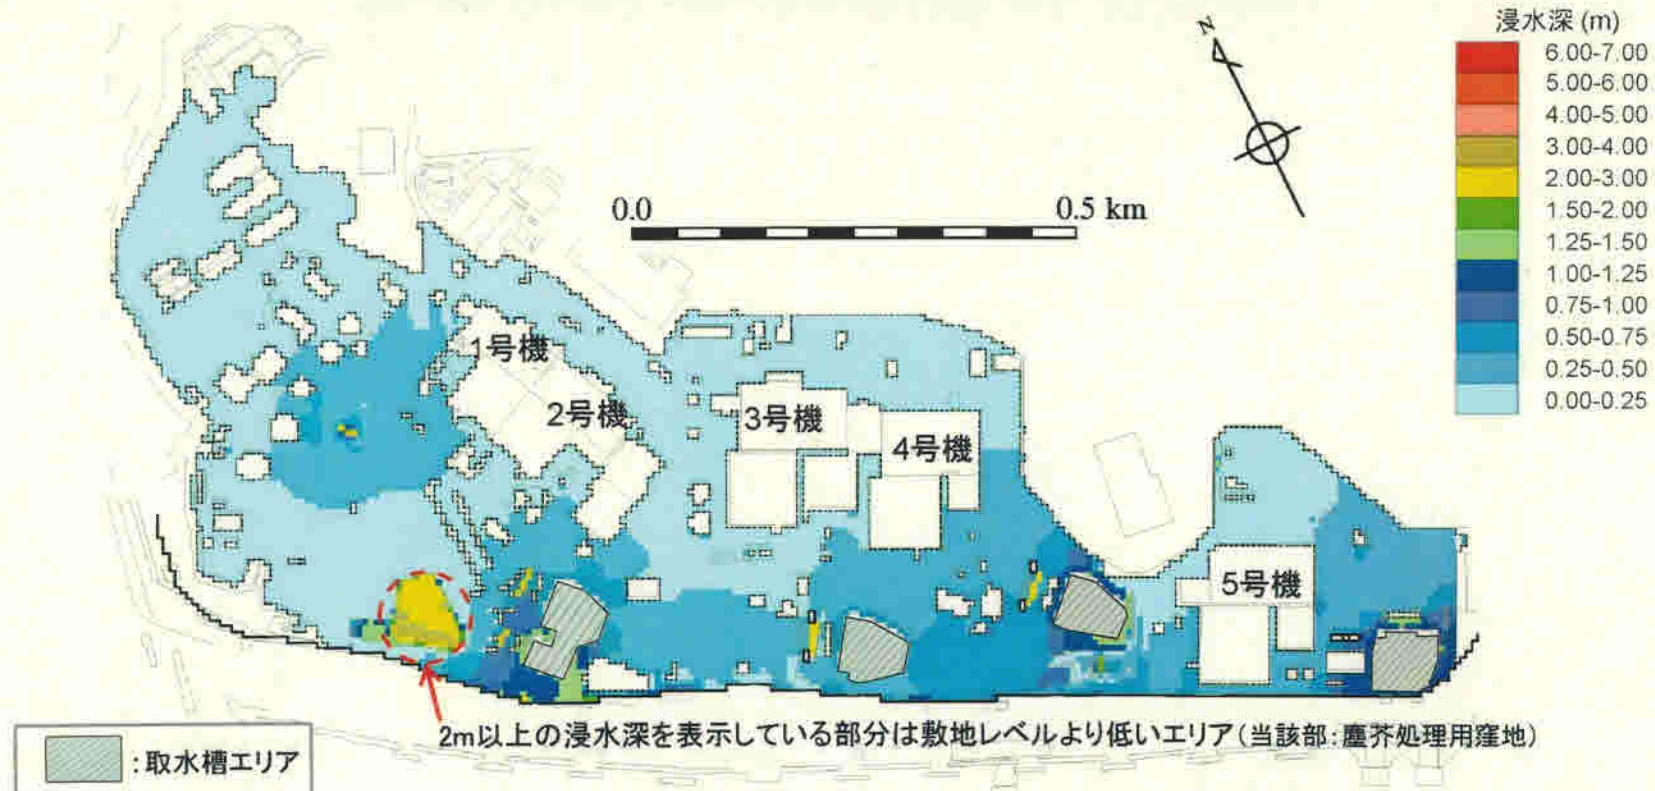 浸水深 (m)
6.00-7.00
5.00-6.00
4.00-5.00
3.00-4.00
2.00-3.00
1.50-2.00
1.25-1.50
1.00-1.25
0.75-1.00
0.50-0.75
0.25-0.50
0.00-0.25
N
0.0
0.5 km
1号機
2号機
3号機
4号機
5号機
2m以上の浸水深を表示している部分は敷地レベルより低いエリア(当該部:塵芥処理用窪地)
:取水槽エリア